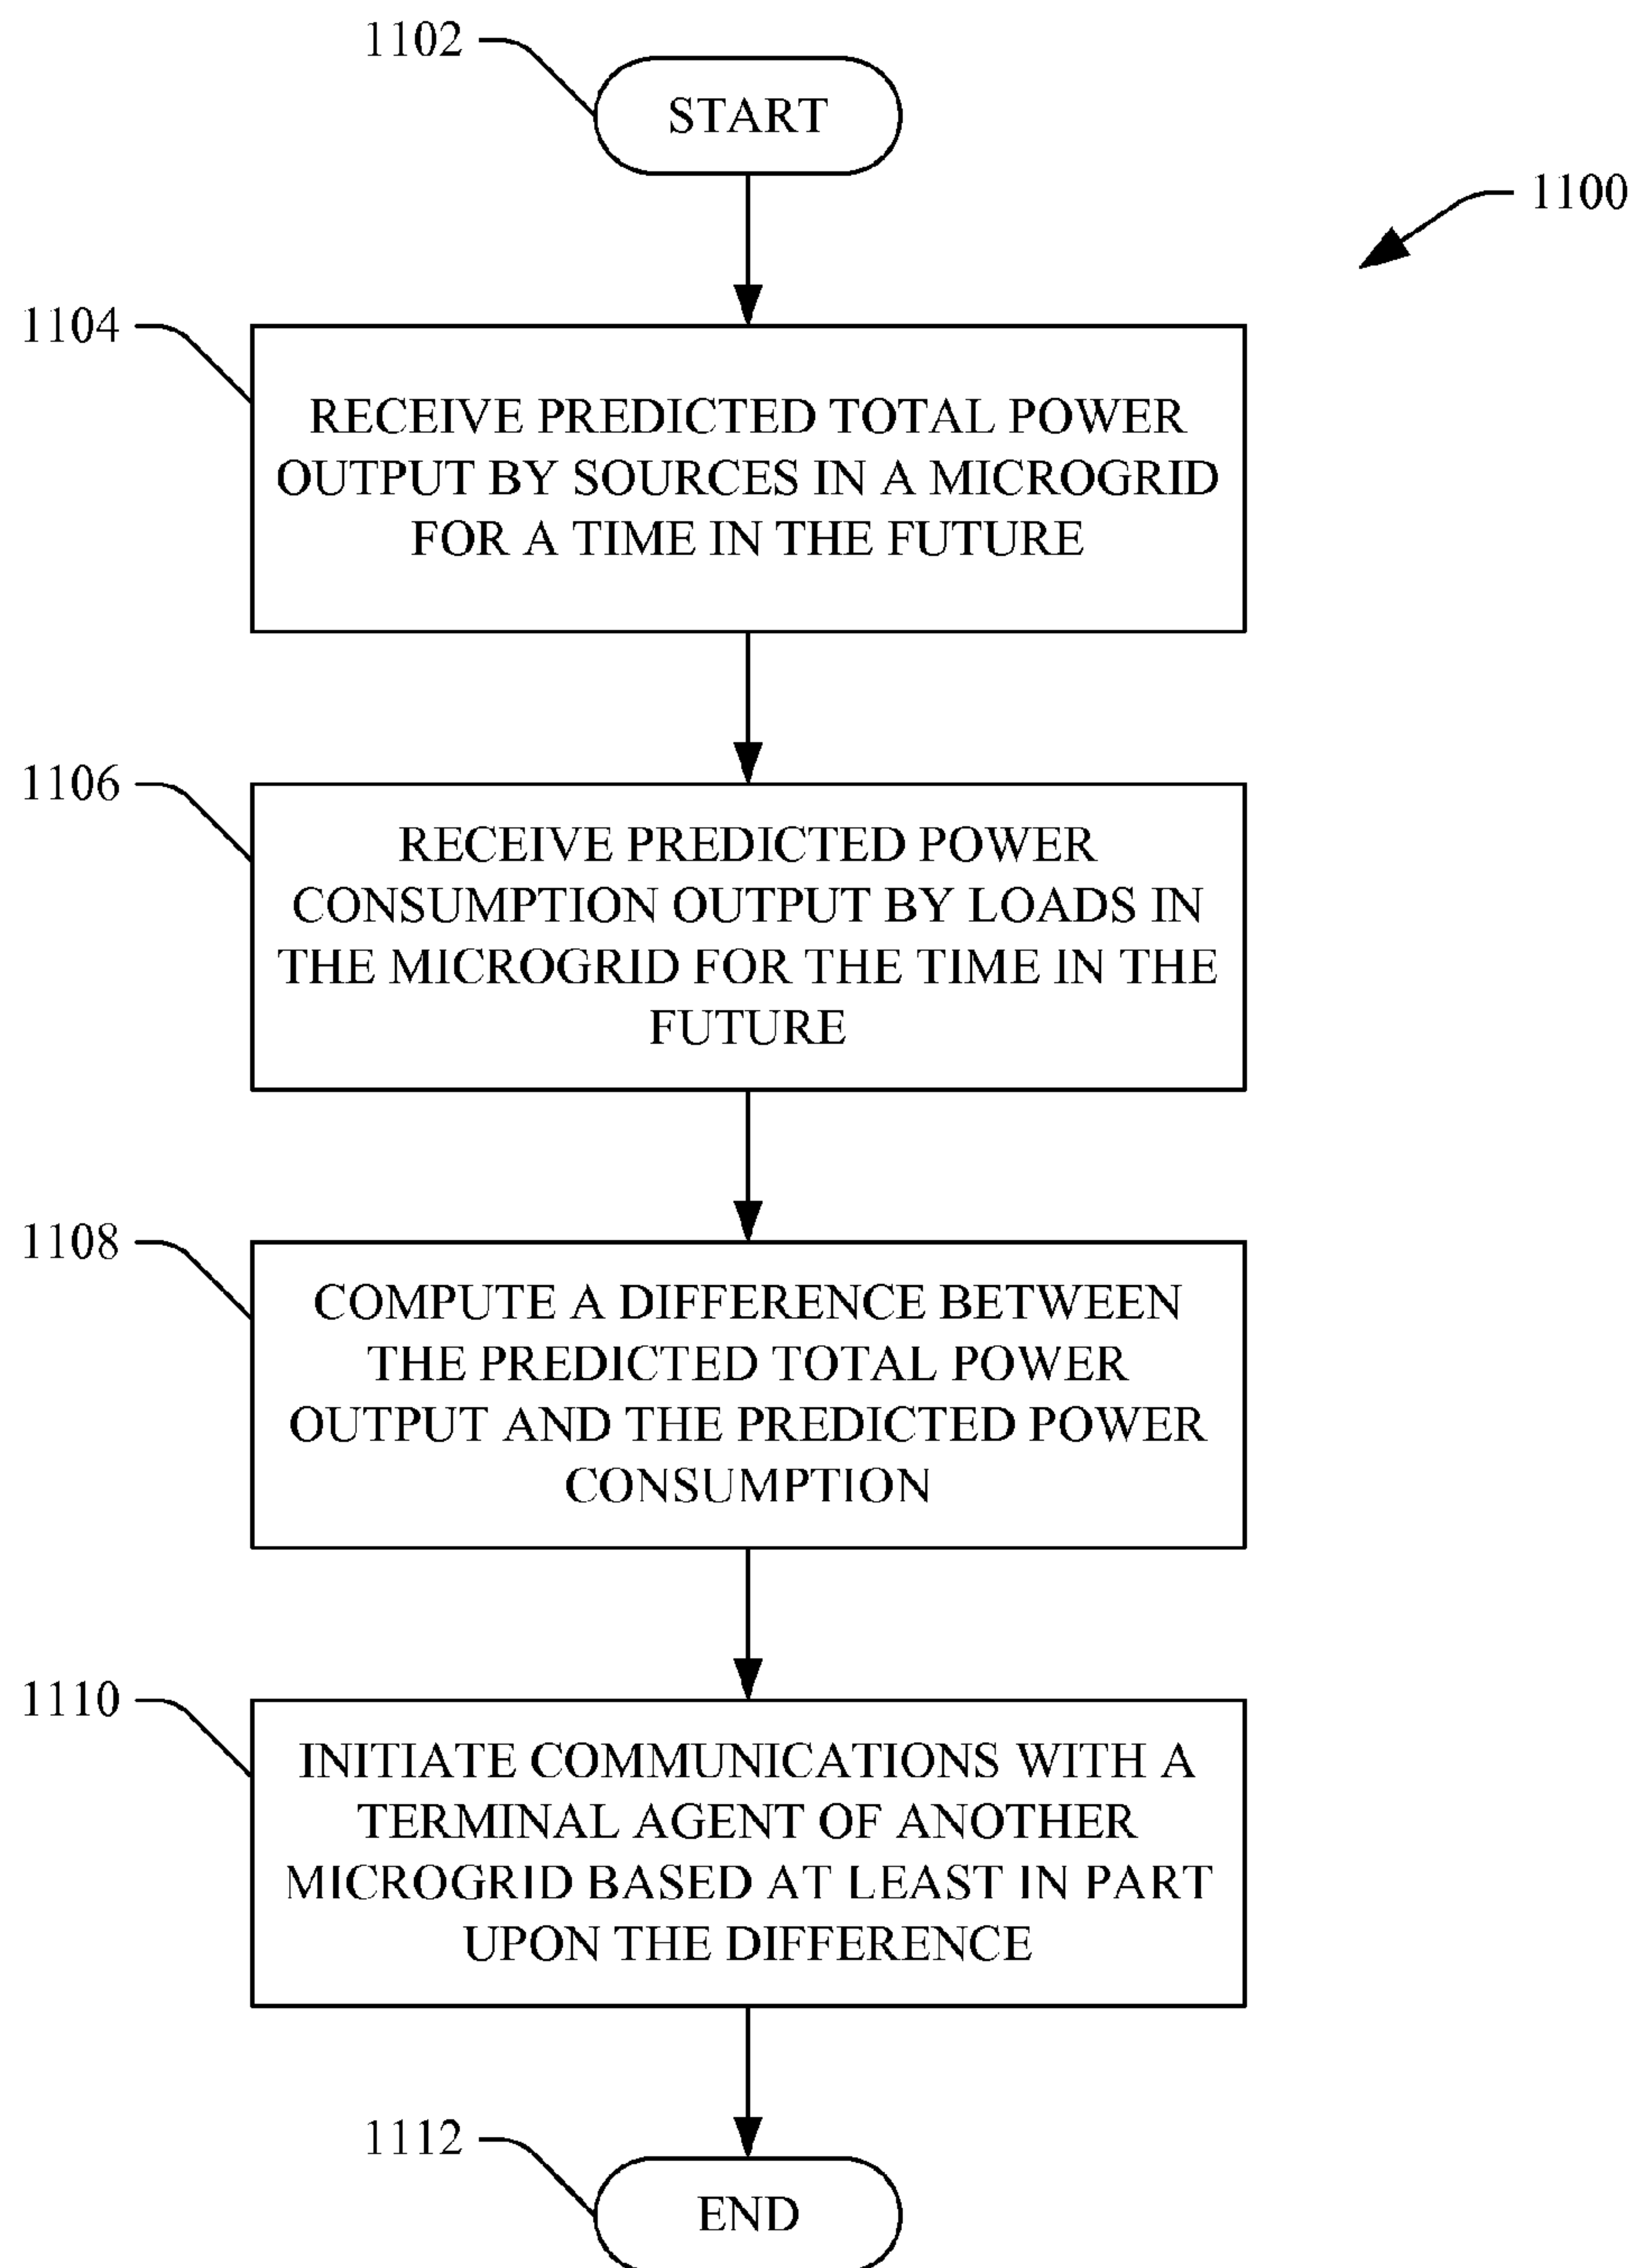 1102
START
1100
1104
RECEIVE PREDICTED TOTAL POWER
OUTPUT BY SOURCES IN A MICROGRID
FOR A TIME IN THE FUTURE
1106
RECEIVE PREDICTED POWER
CONSUMPTION OUTPUT BY LOADS IN
THE MICROGRID FOR THE TIME IN THE
FUTURE
1108
COMPUTE A DIFFERENCE BETWEEN
THE PREDICTED TOTAL POWER
OUTPUT AND THE PREDICTED POWER
CONSUMPTION
1110
INITIATE COMMUNICATIONS WITH A
TERMINAL AGENT OF ANOTHER
MICROGRID BASED AT LEAST IN PART
UPON THE DIFFERENCE
1112
END